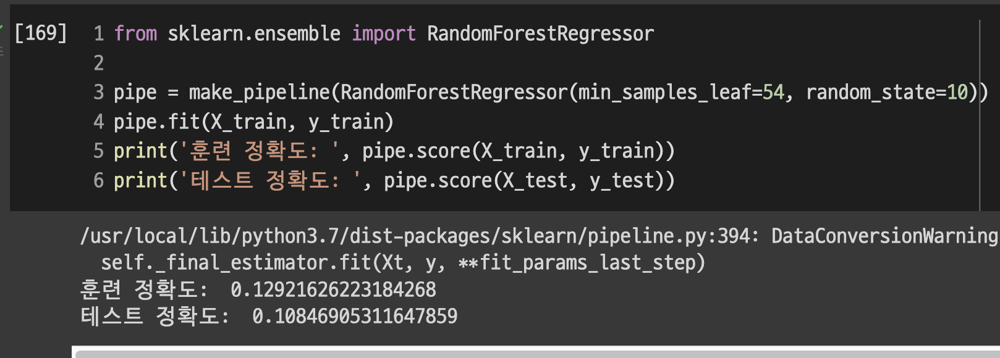 [169]
1 from sklearn.ensemble import RandomForestRegressor
2
3 pipe = make_pipeline(RandomForestRegressor(min_samples_leaf=54, random_state=10))
4 pipe.fit(X_train, y_train)
5 print('훈련 정확도: ', pipe.score(X_train, y_train))
6 print('테스트 정확도: ', pipe.score(X_test, y_test))
/usr/local/lib/python3.7/dist-packages/sklearn/pipeline.py:394: DataConversionWarning
  self._final_estimator.fit(Xt, y, **fit_params_last_step)
훈련 정확도:  0.12921626223184268
테스트 정확도:  0.10846905311647859